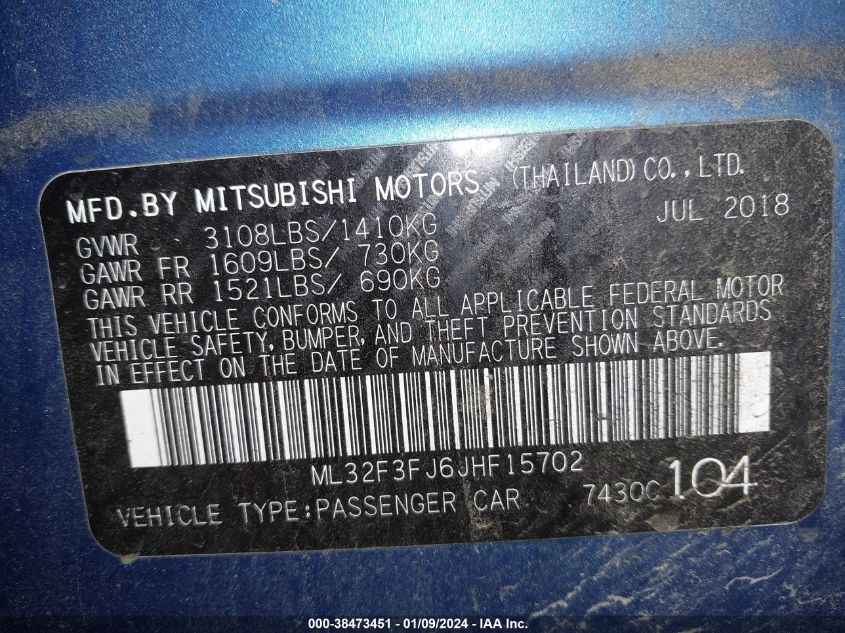 MFD.BY MITSUBISHI MOTORS (THAILAND) CO., LTD.
JUL 2018
GVWR 3108LBS/1410KG
GAWR FR 1609LBS/ 730KG
GAWR RR 1521LBS/ 690KG
THIS VEHICLE CONFORMS TO ALL APPLICABLE FEDERAL MOTOR
VEHICLE SAFETY, BUMPER, AND THEFT PREVENTION STANDARDS
IN EFFECT ON THE DATE OF MANUFACTURE SHOWN ABOVE.
ML32F3FJ6JHF15702
VEHICLE TYPE:PASSENGER CAR 7430C 104
000-38473451 - 01/09/2024 - IAA Inc.